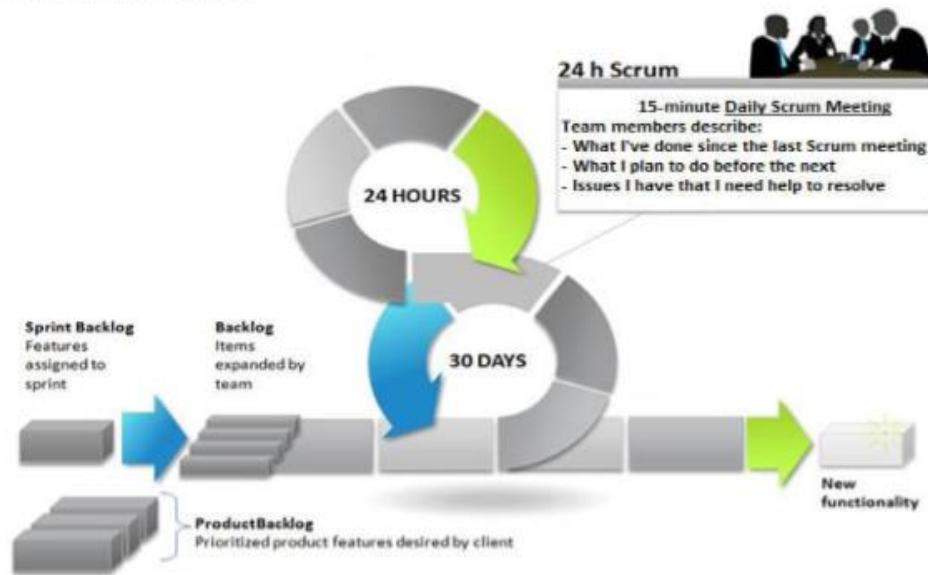 24 h Scrum
15-minute Daily Scrum Meeting
Team members describe:
- What I've done since the last Scrum meeting
- What I plan to do before the next
- Issues I have that I need help to resolve
24 HOURS
30 DAYS
Sprint Backlog
Features
assigned to
sprint
Backlog
Items
expanded by
team
New
functionality
ProductBacklog
Prioritized product features desired by client